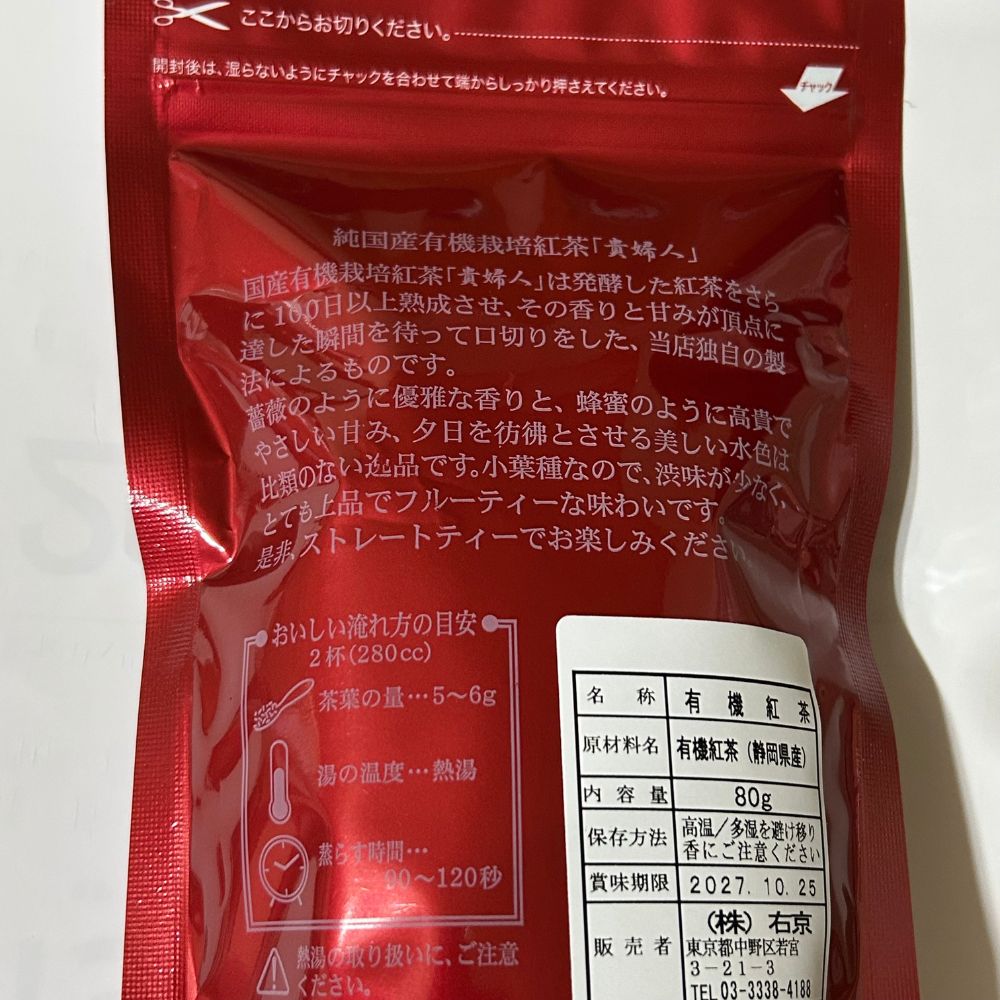 ここからお切りください。
開封後は、湿らないようにチャックを合わせて端からしっかり押さえてください。
チャック
純国産有機栽培紅茶「貴婦人」
国産有機栽培紅茶「貴婦人」は発酵した紅茶をさら
に100日以上熟成させ、その香りと甘みが頂点に
達した瞬間を待って口切りをした、当店独自の製
法によるものです。
薔薇のように優雅な香りと、蜂蜜のように高貴で
やさしい甘み、夕日を彷彿とさせる美しい水色は
比類のない逸品です。小葉種なので、渋味が少なく、
とても上品でフルーティーな味わいです。
是非、ストレートティーでお楽しみください。
おいしい淹れ方の目安
2杯(280cc)
茶葉の量…5〜6g
湯の温度…熱湯
蒸らす時間…
90〜120秒
熱湯の取り扱いに、ご注意
ください。
名称 有機紅茶
原材料名 有機紅茶（静岡県産）
内容量 80g
保存方法 高温／多湿を避け移り
香にご注意ください
賞味期限 2027.10.25
販売者 （株）右京
東京都中野区若宮
3-21-3
TEL 03-3338-4188